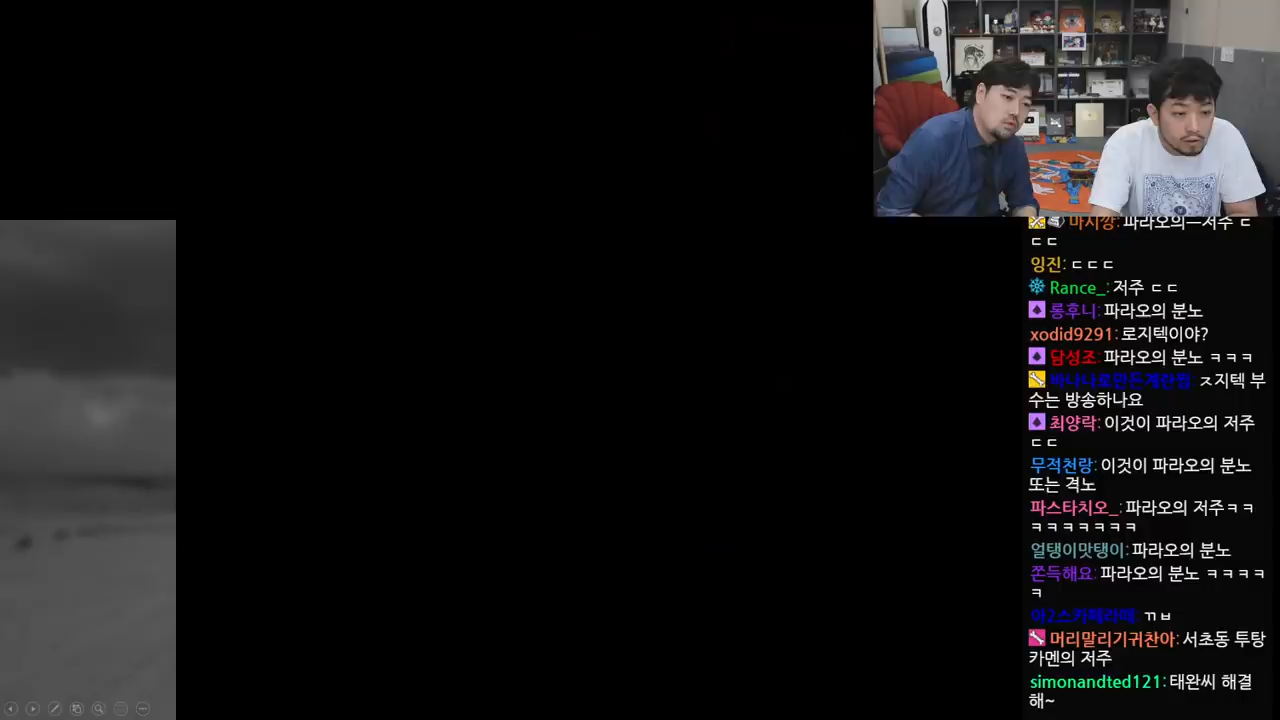 마시깡: 파라오의ㅡ저주 ㄷ
ㄷㄷ
잉진: ㄷㄷㄷ
Rance_: 저주 ㄷㄷ
롱후니: 파라오의 분노
xodid9291: 로지텍이야?
담성조: 파라오의 분노 ㅋㅋㅋ
바나나로만든계란찜: ㅈ지텍 부
수는 방송하나요
최양락: 이것이 파라오의 저주
ㄷㄷ
무적천랑: 이것이 파라오의 분노
또는 격노
파스타치오_: 파라오의 저주ㅋㅋ
ㅋㅋㅋㅋㅋㅋㅋ
얼탱이맛탱이: 파라오의 분노
쫀득해요: 파라오의 분노 ㅋㅋㅋㅋ
ㅋ
아2스카페라떼: ㄲㅂ
머리말리기귀찬아: 서초동 투탕
카멘의 저주
simonandted121: 태완씨 해결
해~